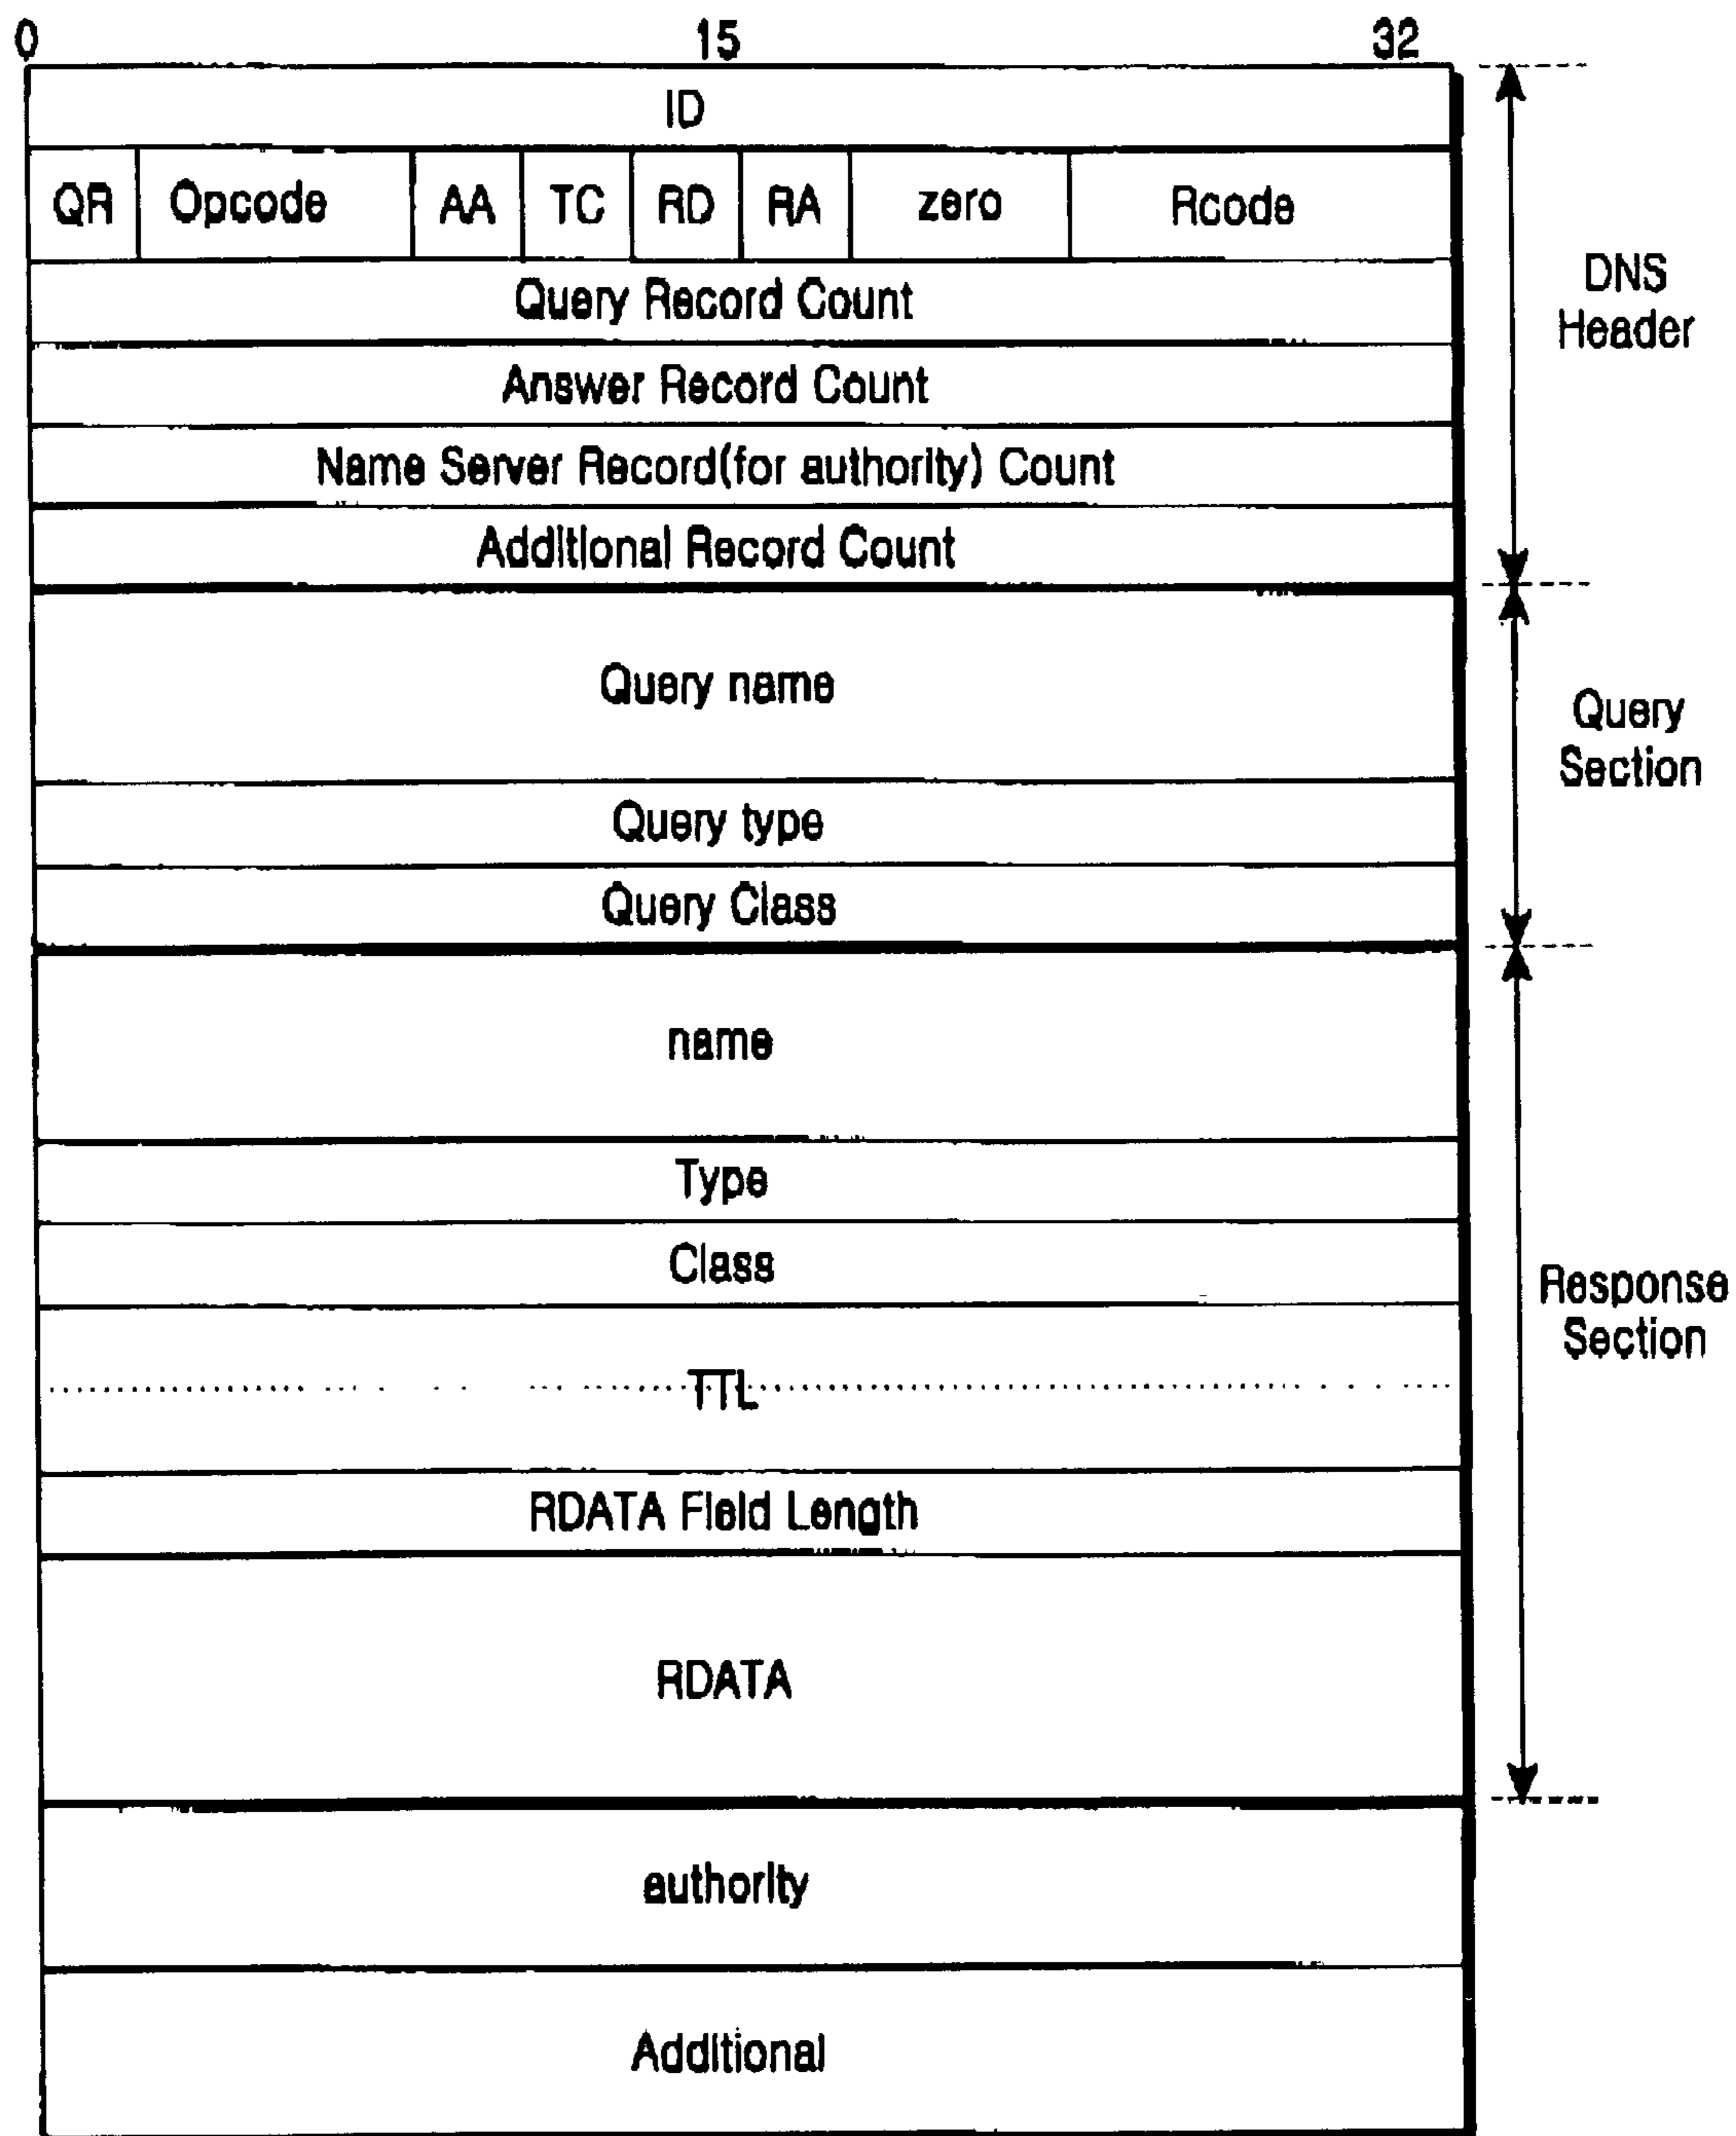 0 15 32
ID
QR Opcode AA TC RD RA zero Rcode
Query Record Count
Answer Record Count
Name Server Record(for authority) Count
Additional Record Count
DNS
Header
Query name
Query type
Query Class
Query
Section
name
Type
Class
TTL
RDATA Field Length
RDATA
Response
Section
authority
Additional